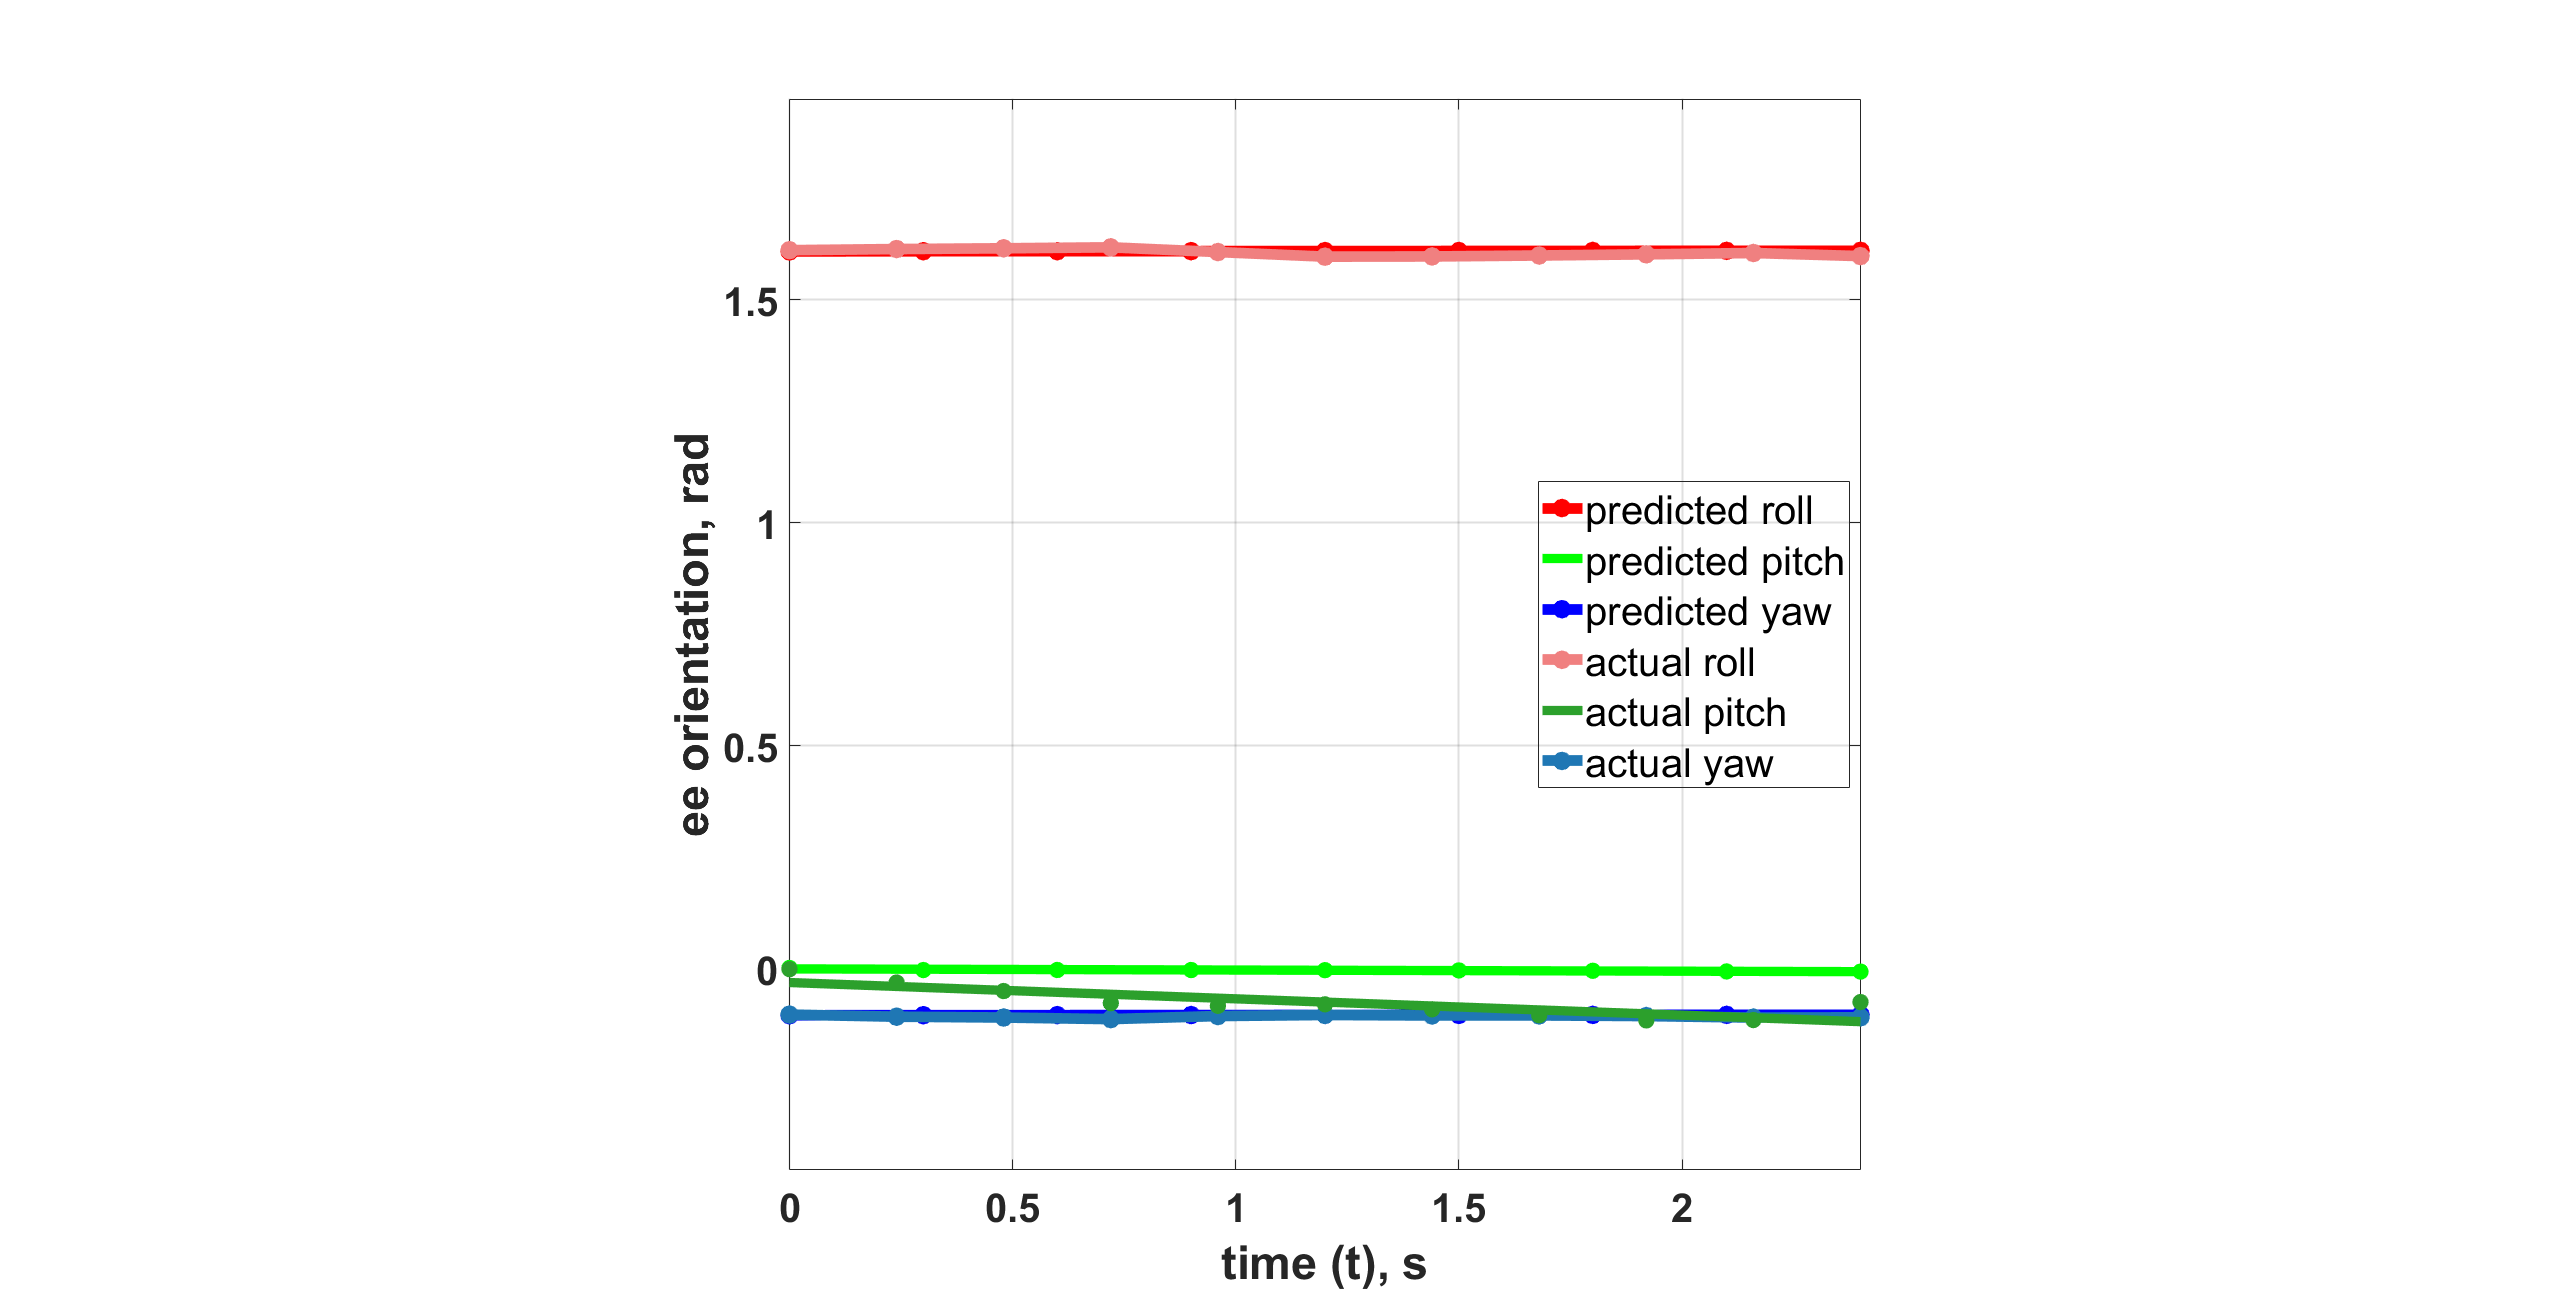 ee orientation, rad
1.5
1
0.5
0
predicted roll
predicted pitch
predicted yaw
actual roll
actual pitch
actual yaw
0 0.5 1 1.5 2
time (t), s